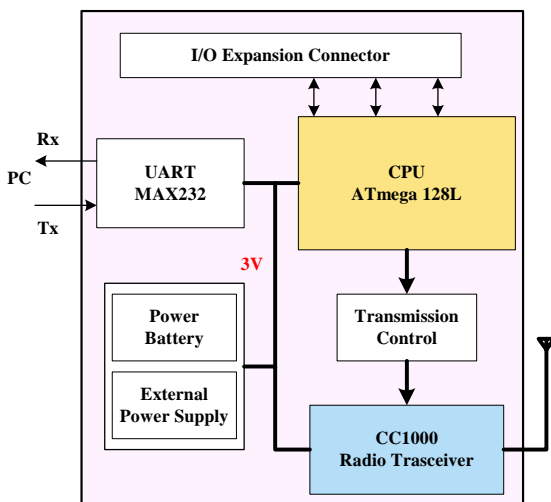 I/O Expansion Connector
Rx
PC
Tx
UART
MAX232
CPU
ATmega 128L
3V
Power
Battery
External
Power Supply
Transmission
Control
CC1000
Radio Trasceiver